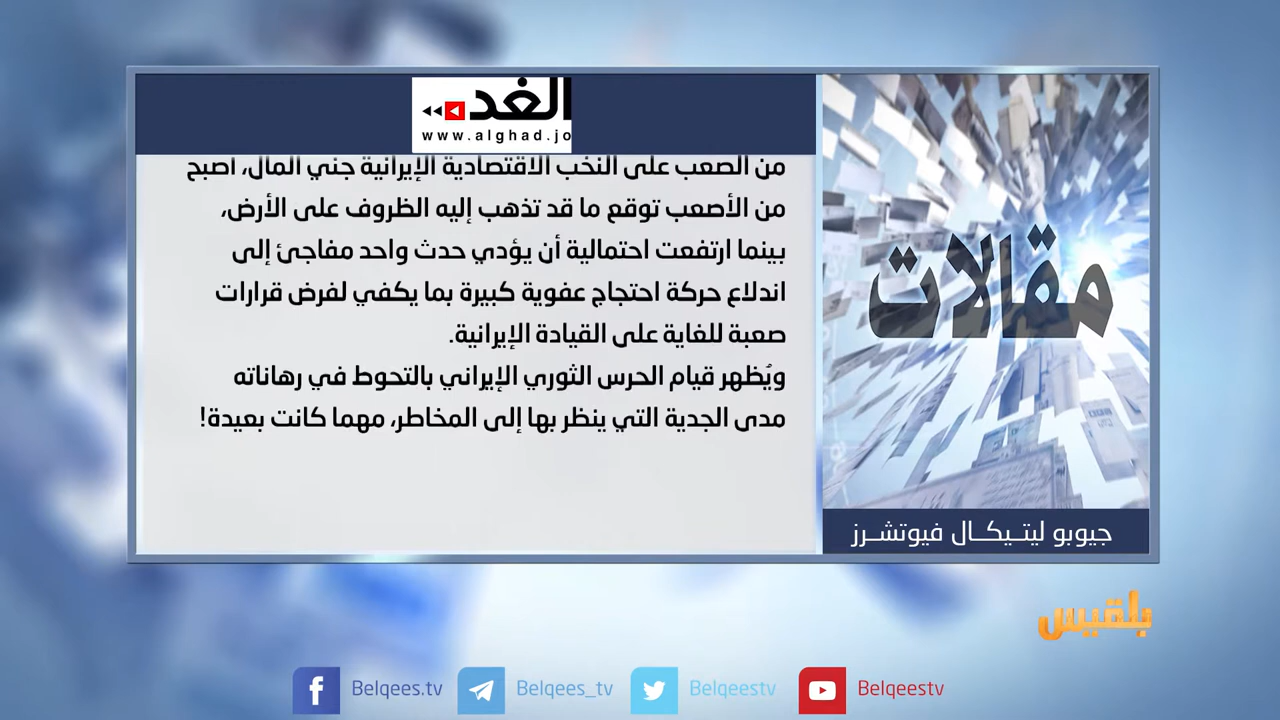 الغد
www.alghad.jo
من الصعب على النخب الاقتصادية الإيرانية جني المال، أصبح
من الأصعب توقع ما قد تذهب إليه الظروف على الأرض،
بينما ارتفعت احتمالية أن يؤدي حدث واحد مفاجئ إلى
اندلاع حركة احتجاج عفوية كبيرة بما يكفي لفرض قرارات
صعبة للغاية على القيادة الإيرانية.
ويُظهر قيام الحرس الثوري الإيراني بالتحوط في رهاناته
مدى الجدية التي ينظر بها إلى المخاطر، مهما كانت بعيدة!
مقالات
جيوبو ليتـيـكـــال فيوتشــرز
بلقيس
Belqees.tv
Belqees_tv
Belqeestv
Belqeestv